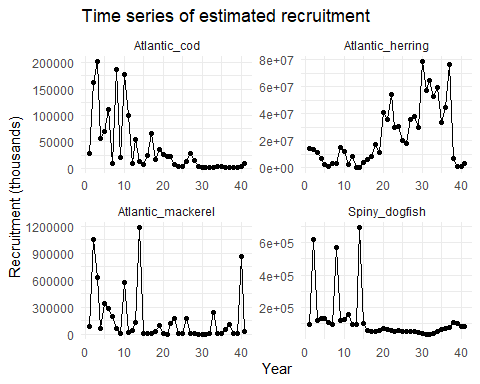 Time series of estimated recruitment
Atlantic_cod
Atlantic_herring
200000
150000
100000
50000
0
0 10 20 30 40
8e+07
6e+07
4e+07
2e+07
0e+00
0 10 20 30 40
Atlantic_mackerel
Spiny_dogfish
1200000
900000
600000
300000
0
0 10 20 30 40
6e+05
4e+05
2e+05
0 10 20 30 40
Recruitment (thousands)
Year